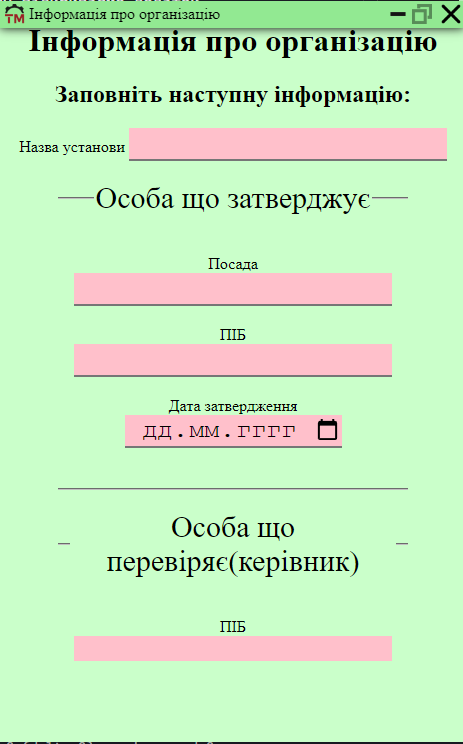 ТМ Інформація про організацію
Інформація про організацію
Заповніть наступну інформацію:
Назва установи
Особа що затверджує
Посада
ПІБ
Дата затвердження
дд.мм.гггг
Особа що
перевіряє(керівник)
ПІБ